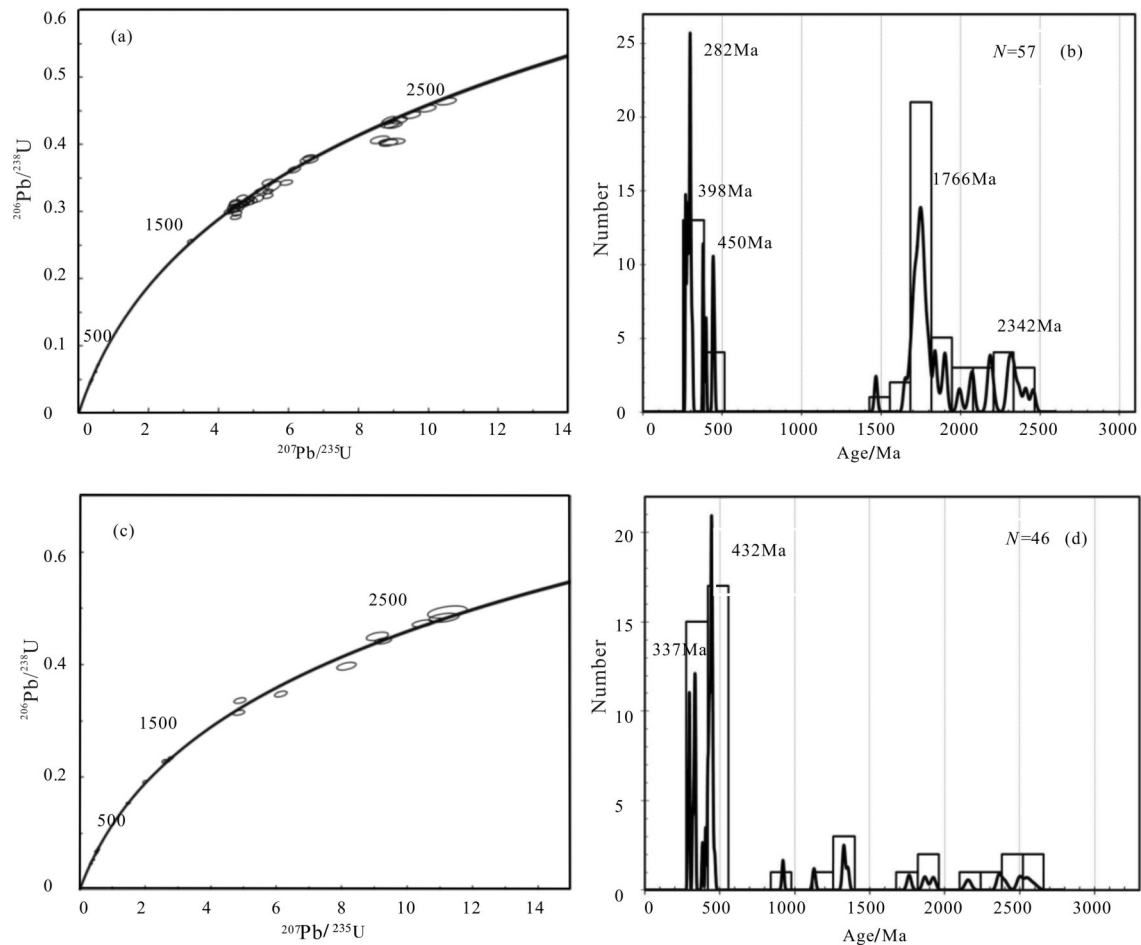 (a)
0.6
0.5
0.4
0.3
0.2
0.1
0
2500
1500
500
²⁰⁶Pb/²³⁸U
0 2 4 6 8 10 12 14
²⁰⁷Pb/²³⁵U
N=57 (b)
25
20
15
10
5
0
Number
282Ma
398Ma
450Ma
1766Ma
2342Ma
0 500 1000 1500 2000 2500 3000
Age/Ma
(c)
0.6
0.4
0.2
0
2500
1500
500
²⁰⁶Pb/²³⁸U
0 2 4 6 8 10 12 14
²⁰⁷Pb/²³⁵U
N=46 (d)
20
15
10
5
0
Number
432Ma
337Ma
0 500 1000 1500 2000 2500 3000
Age/Ma